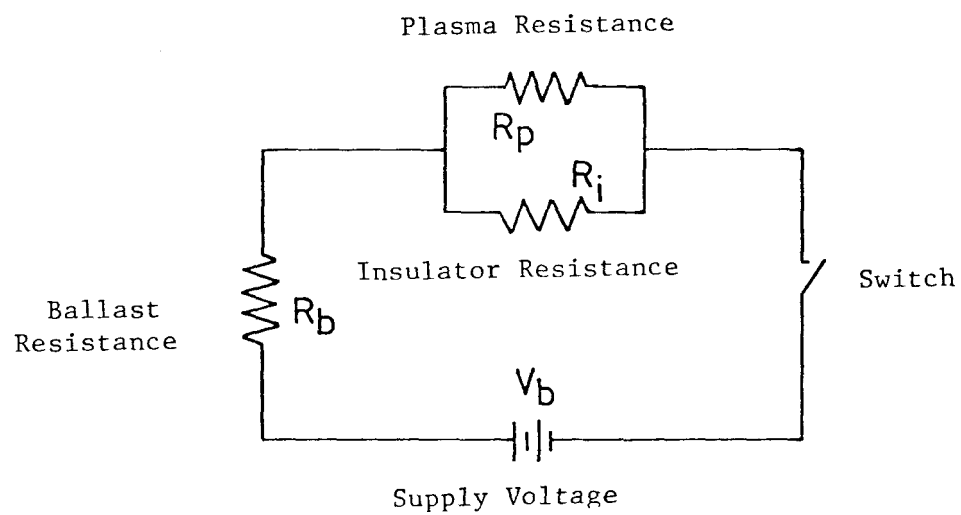 Plasma Resistance
Rp
Ri
Insulator Resistance
Switch
Ballast
Resistance
Rb
Vb
Supply Voltage